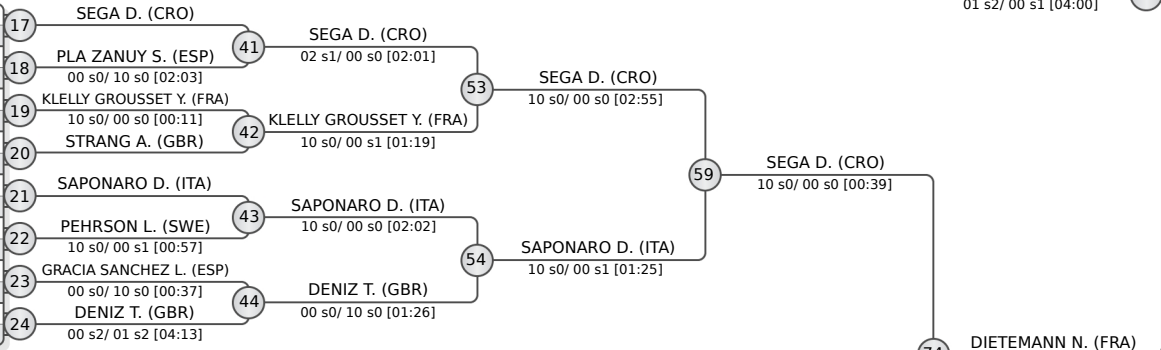 01 s2/ 00 s1 [04:00]
17
SEGA D. (CRO)
41
SEGA D. (CRO)
02 s1/ 00 s0 [02:01]
18
PLA ZANUY S. (ESP)
00 s0/ 10 s0 [02:03]
53
SEGA D. (CRO)
10 s0/ 00 s0 [02:55]
19
KLELLY GROUSSET Y. (FRA)
10 s0/ 00 s0 [00:11]
42
KLELLY GROUSSET Y. (FRA)
10 s0/ 00 s1 [01:19]
20
STRANG A. (GBR)
59
SEGA D. (CRO)
10 s0/ 00 s0 [00:39]
21
SAPONARO D. (ITA)
43
SAPONARO D. (ITA)
10 s0/ 00 s0 [02:02]
22
PEHRSON L. (SWE)
10 s0/ 00 s1 [00:57]
54
SAPONARO D. (ITA)
10 s0/ 00 s1 [01:25]
23
GRACIA SANCHEZ L. (ESP)
00 s0/ 10 s0 [00:37]
44
DENIZ T. (GBR)
00 s0/ 10 s0 [01:26]
24
DENIZ T. (GBR)
00 s2/ 01 s2 [04:13]
DIETEMANN N. (FRA)